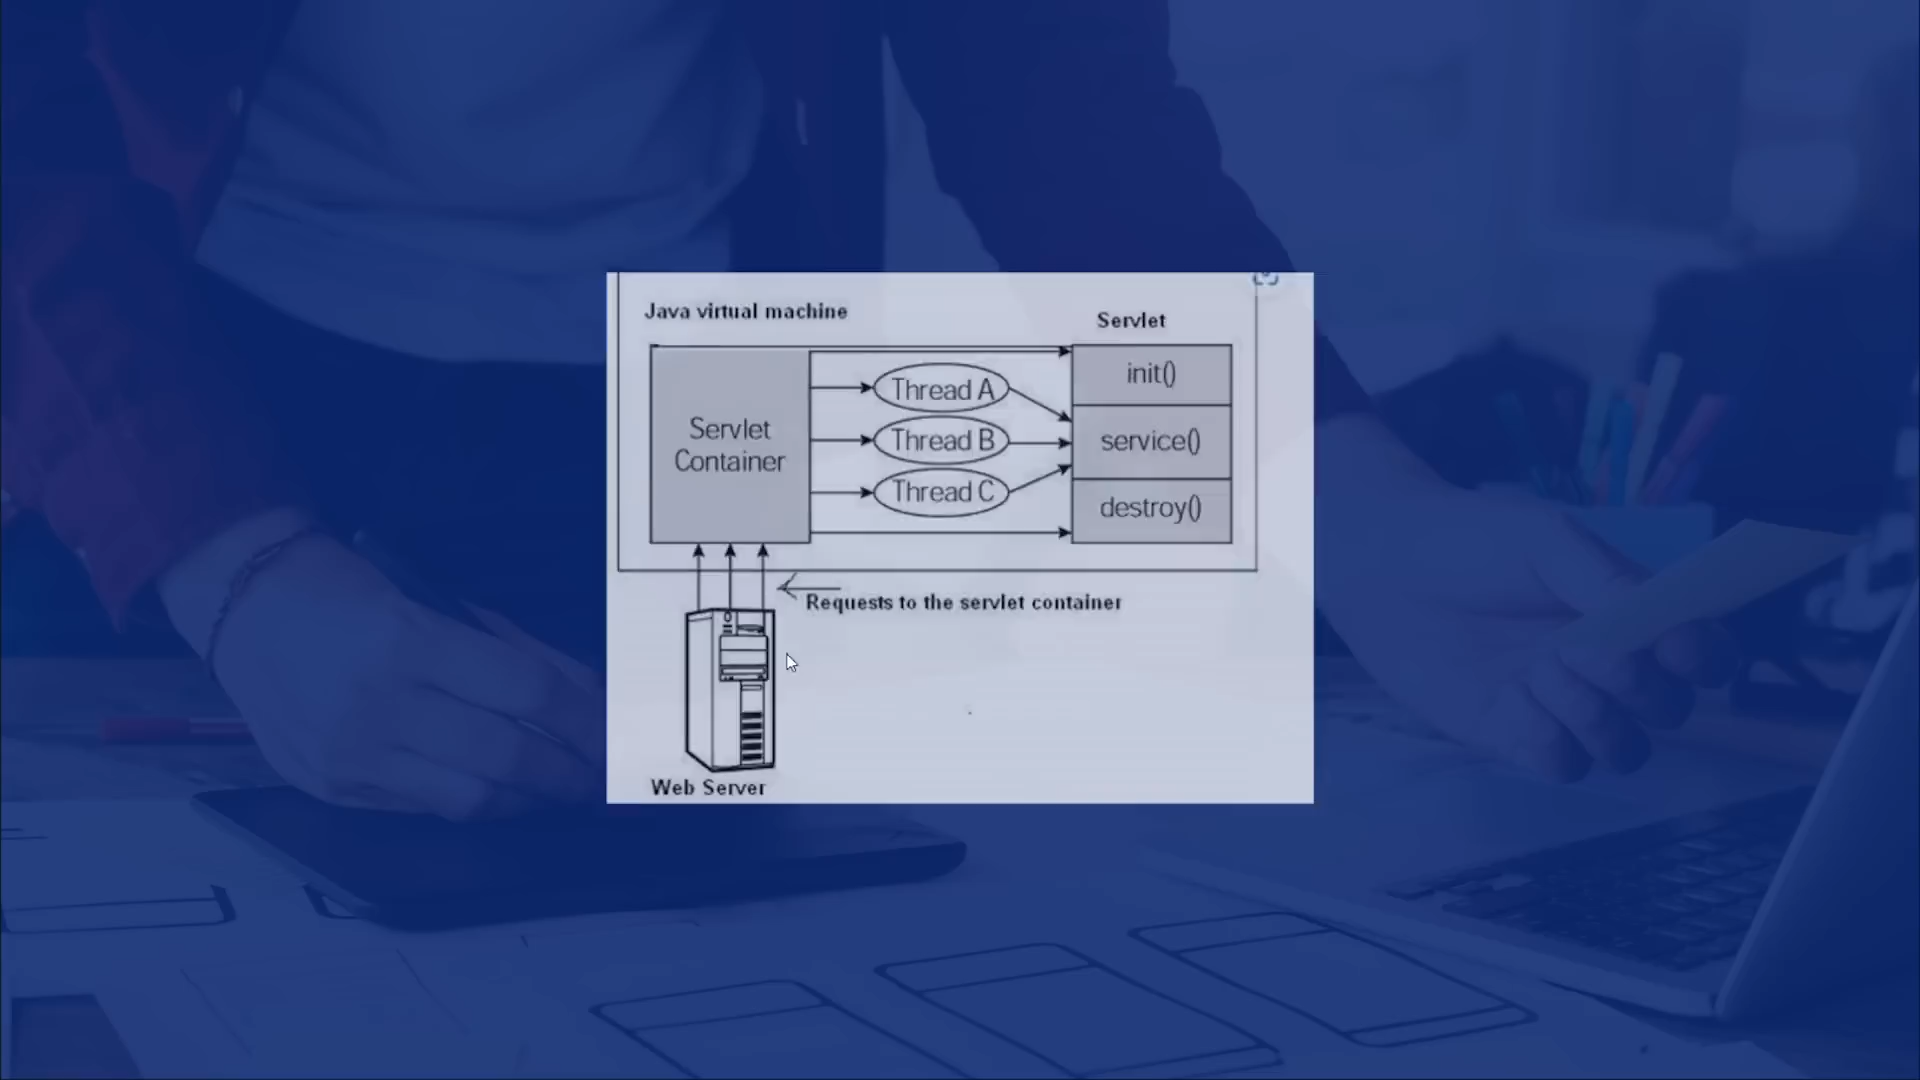 Java virtual machine
Servlet
Servlet
Container
Thread A
Thread B
Thread C
init()
service()
destroy()
Requests to the servlet container
Web Server